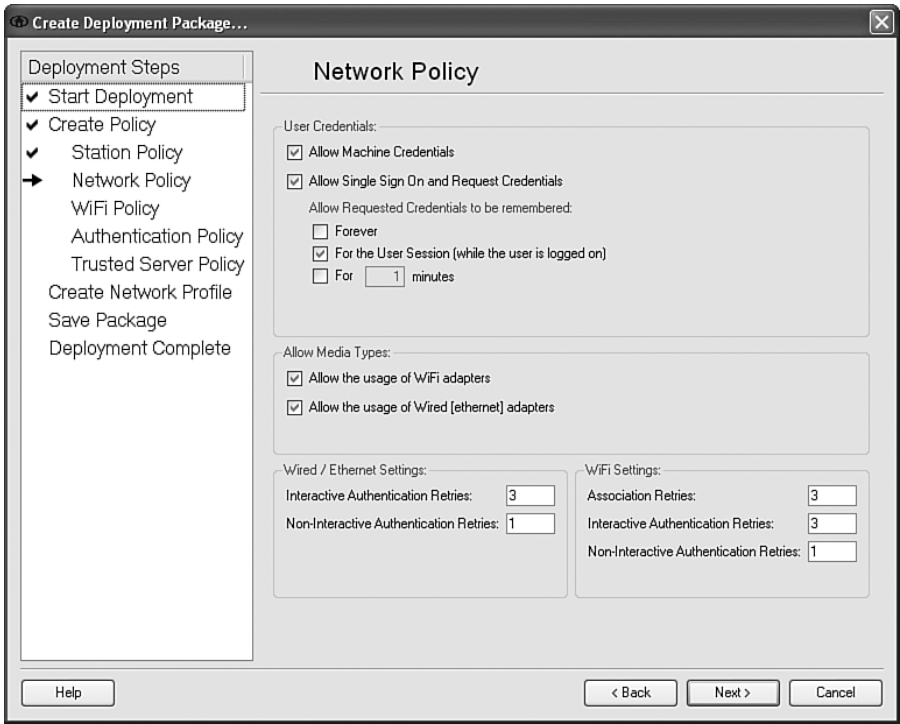 Create Deployment Package...
Deployment Steps
Start Deployment
Create Policy
Station Policy
Network Policy
WiFi Policy
Authentication Policy
Trusted Server Policy
Create Network Profile
Save Package
Deployment Complete
Network Policy
User Credentials:
Allow Machine Credentials
Allow Single Sign On and Request Credentials
Allow Requested Credentials to be remembered:
Forever
For the User Session (while the user is logged on)
For 1 minutes
Allow Media Types:
Allow the usage of WiFi adapters
Allow the usage of Wired [ethernet] adapters
Wired / Ethernet Settings:
Interactive Authentication Retries: 3
Non-Interactive Authentication Retries: 1
WiFi Settings:
Association Retries: 3
Interactive Authentication Retries: 3
Non-Interactive Authentication Retries: 1
Help
< Back
Next >
Cancel